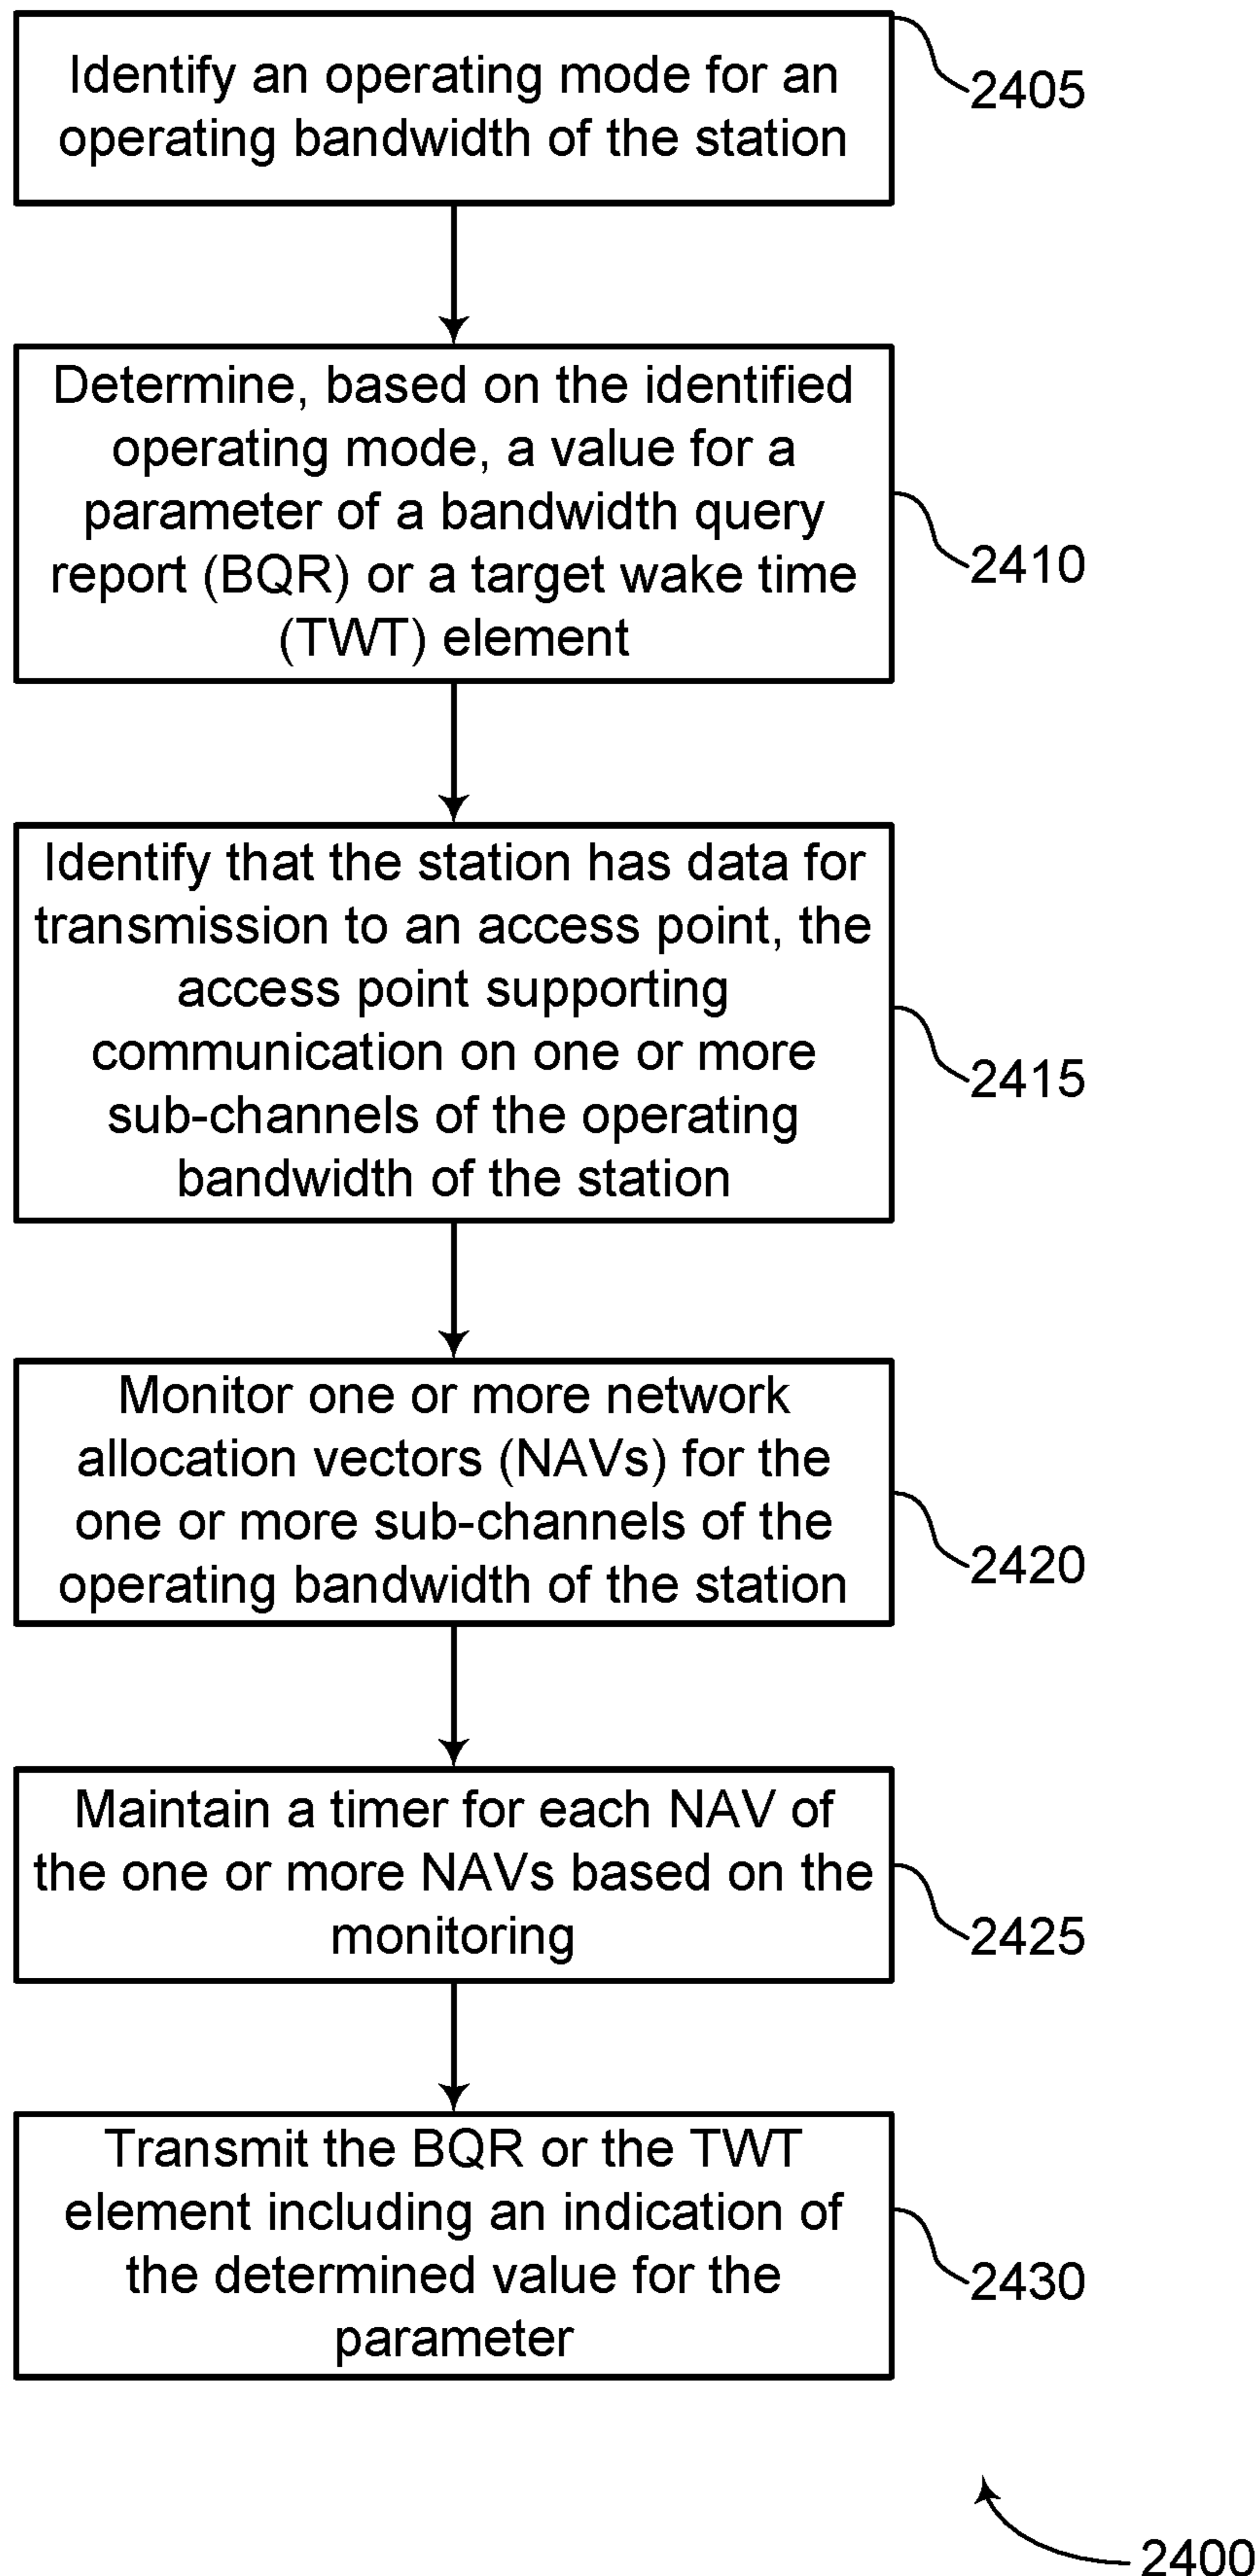 Identify an operating mode for an
operating bandwidth of the station
2405
Determine, based on the identified
operating mode, a value for a
parameter of a bandwidth query
report (BQR) or a target wake time
(TWT) element
2410
Identify that the station has data for
transmission to an access point, the
access point supporting
communication on one or more
sub-channels of the operating
bandwidth of the station
2415
Monitor one or more network
allocation vectors (NAVs) for the
one or more sub-channels of the
operating bandwidth of the station
2420
Maintain a timer for each NAV of
the one or more NAVs based on the
monitoring
2425
Transmit the BQR or the TWT
element including an indication of
the determined value for the
parameter
2430
2400